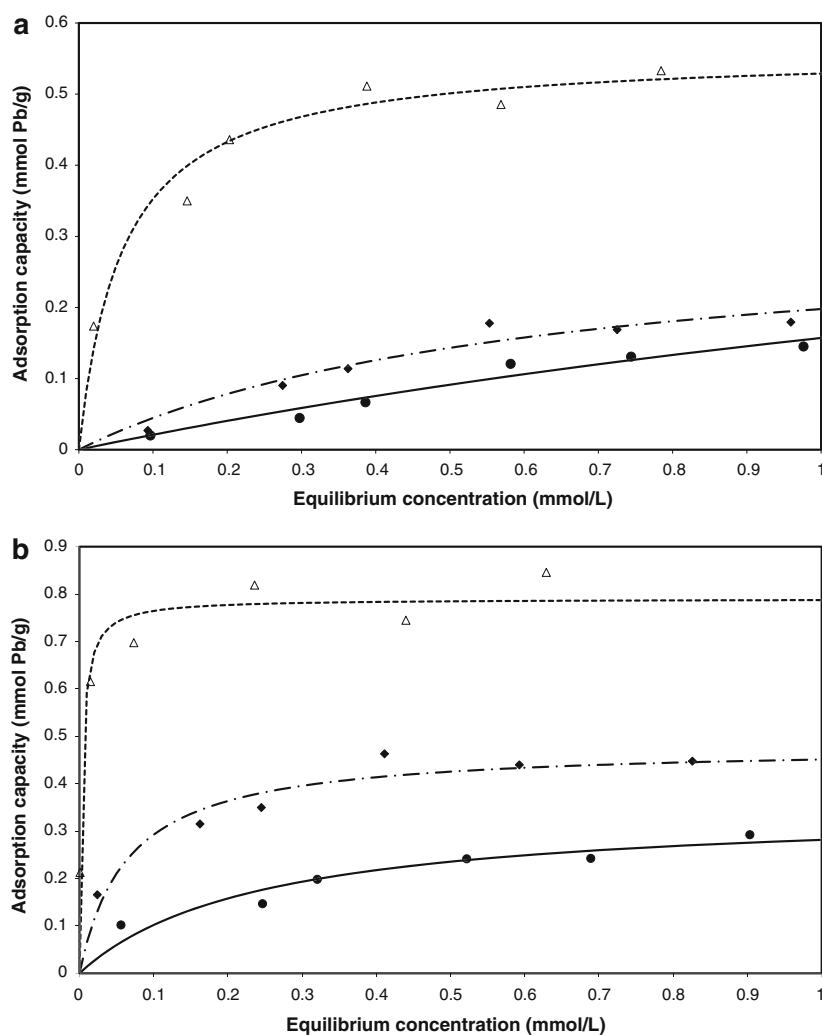 a
Adsorption capacity (mmol Pb/g)
0.6
0.5
0.4
0.3
0.2
0.1
0
0 0.1 0.2 0.3 0.4 0.5 0.6 0.7 0.8 0.9 1
Equilibrium concentration (mmol/L)
b
Adsorption capacity (mmol Pb/g)
0.9
0.8
0.7
0.6
0.5
0.4
0.3
0.2
0.1
0
0 0.1 0.2 0.3 0.4 0.5 0.6 0.7 0.8 0.9 1
Equilibrium concentration (mmol/L)